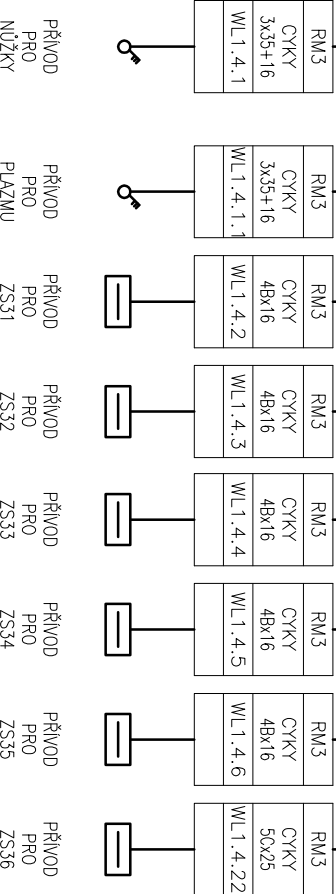 RM3
CYKY
3x35+16
WL1.4.1
PŘÍVOD
PRO
NŮŽKY
RM3
CYKY
3x35+16
WL1.4.1.1
PŘÍVOD
PRO
PLAZMU
RM3
CYKY
4Bx16
WL1.4.2
PŘÍVOD
PRO
ZS31
RM3
CYKY
4Bx16
WL1.4.3
PŘÍVOD
PRO
ZS32
RM3
CYKY
4Bx16
WL1.4.4
PŘÍVOD
PRO
ZS33
RM3
CYKY
4Bx16
WL1.4.5
PŘÍVOD
PRO
ZS34
RM3
CYKY
4Bx16
WL1.4.6
PŘÍVOD
PRO
ZS35
RM3
CYKY
5Cx25
WL1.4.22
PŘÍVOD
PRO
ZS36